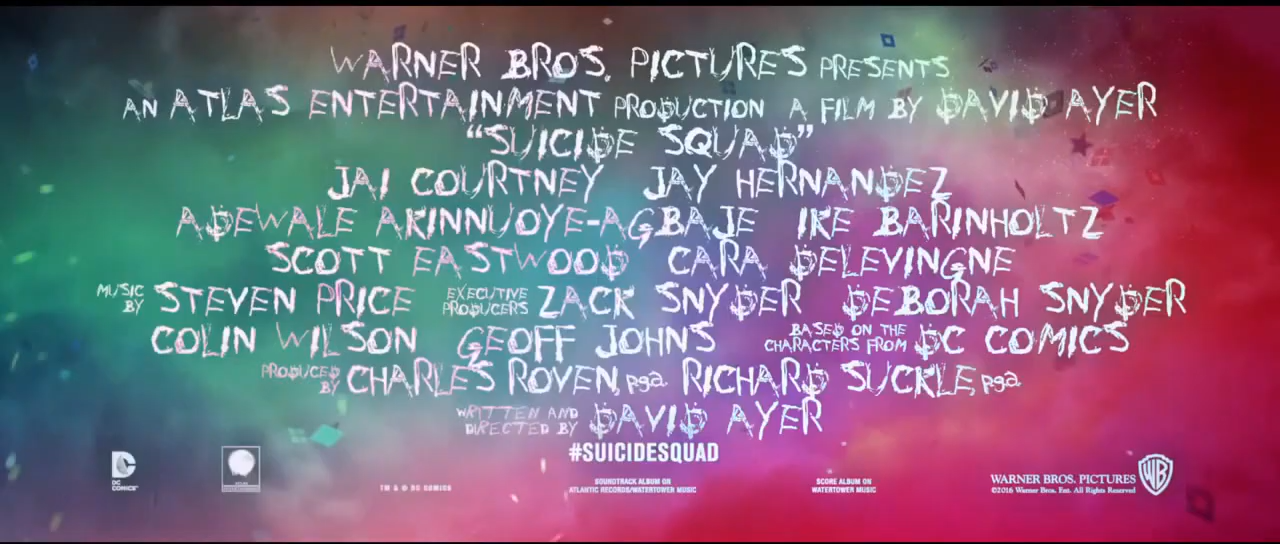 WARNER BROS. PICTURES PRESENTS
AN ATLAS ENTERTAINMENT PRODUCTION A FILM BY DAVID AYER
“SUICIDE SQUAD”
JAI COURTNEY JAY HERNANDEZ
ADEWALE AKINNUOYE-AGBAJE IKE BARINHOLTZ
SCOTT EASTWOOD CARA DELEVINGNE
MUSIC BY STEVEN PRICE EXECUTIVE PRODUCERS ZACK SNYDER DEBORAH SNYDER
COLIN WILSON GEOFF JOHNS BASED ON THE CHARACTERS FROM DC COMICS
PRODUCED BY CHARLES ROVEN, p.g.a. RICHARD SUCKLE, p.g.a.
WRITTEN AND DIRECTED BY DAVID AYER
#SUICIDESQUAD
DC COMICS™
TM & © DC COMICS
SOUNDTRACK ALBUM ON
ATLANTIC RECORDS/WATERTOWER MUSIC
SCORE ALBUM ON
WATERTOWER MUSIC
WARNER BROS. PICTURES WB
©2016 Warner Bros. Ent. All Rights Reserved